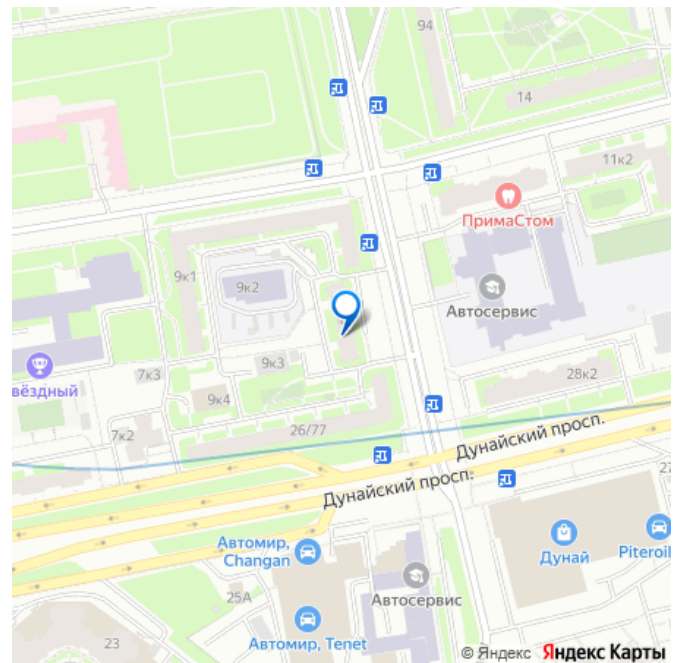 94
14
11к2
ПримаСтом
9к1
9к2
Автосервис
9к3
7к3
вёздный
9к4
28к2
7к2
26/77
Дунайский просп.
Дунайский просп.
27
Автомир,
Changan
Дунай
Piteroil
25А
Автосервис
23
Автомир, Tenet
© Яндекс Яндекс Карты